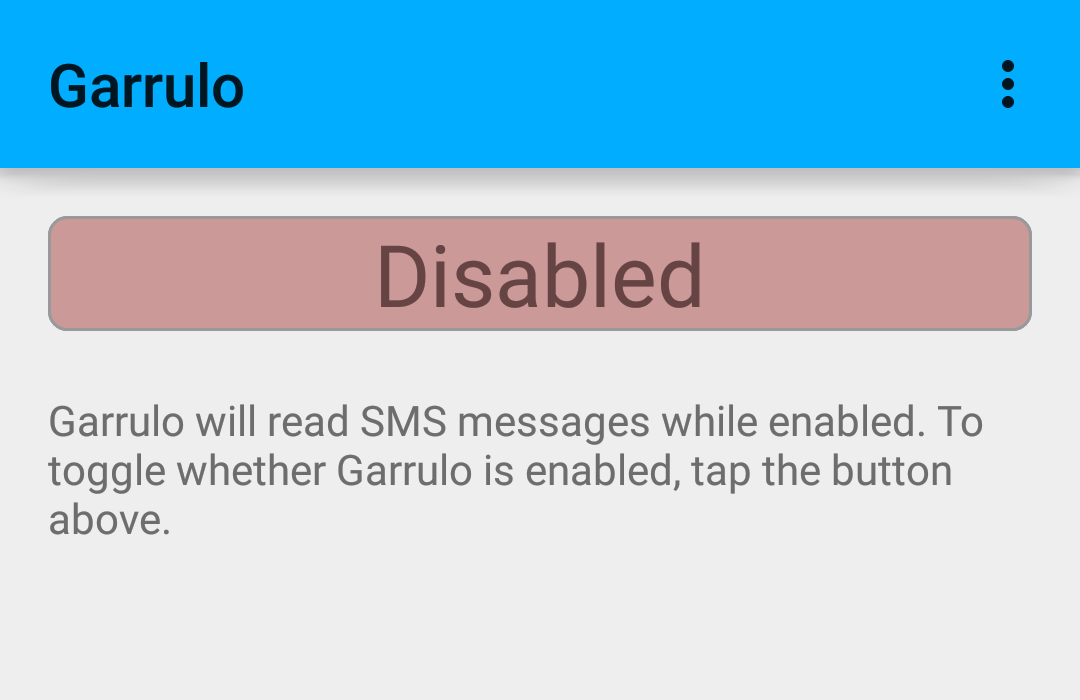 Garrulo
Disabled
Garrulo will read SMS messages while enabled. To
toggle whether Garrulo is enabled, tap the button
above.